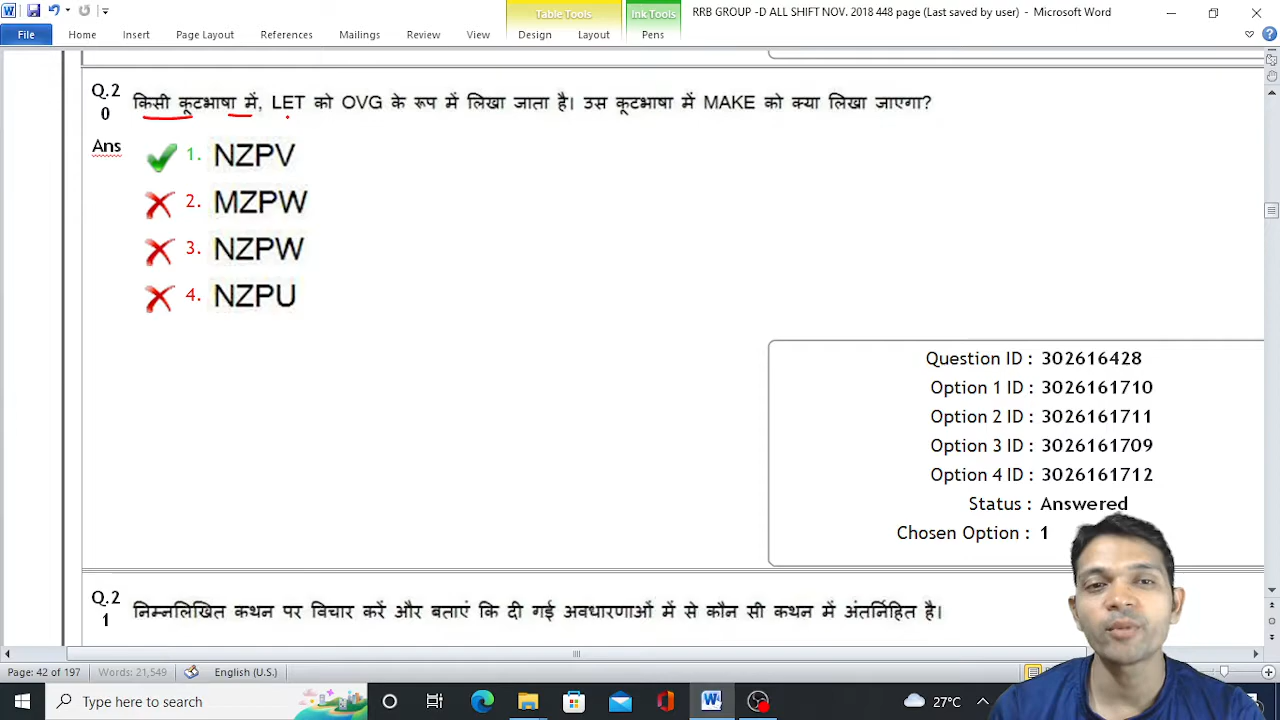 Table Tools
Ink Tools
RRB GROUP -D ALL SHIFT NOV. 2018 448 page (Last saved by user) - Microsoft Word
File Home Insert Page Layout References Mailings Review View Design Layout Pens
Q.2
0
किसी कूटभाषा में, LET को OVG के रूप में लिखा जाता है। उस कूटभाषा में MAKE को क्या लिखा जाएगा?
Ans
1. NZPV
2. MZPW
3. NZPW
4. NZPU
Question ID : 302616428
Option 1 ID : 3026161710
Option 2 ID : 3026161711
Option 3 ID : 3026161709
Option 4 ID : 3026161712
Status : Answered
Chosen Option : 1
Q.2
1
निम्नलिखित कथन पर विचार करें और बताएं कि दी गई अवधारणाओं में से कौन सी कथन में अंतर्निहित है।
Page: 42 of 197 Words: 21,549 English (U.S.)
Type here to search
27°C